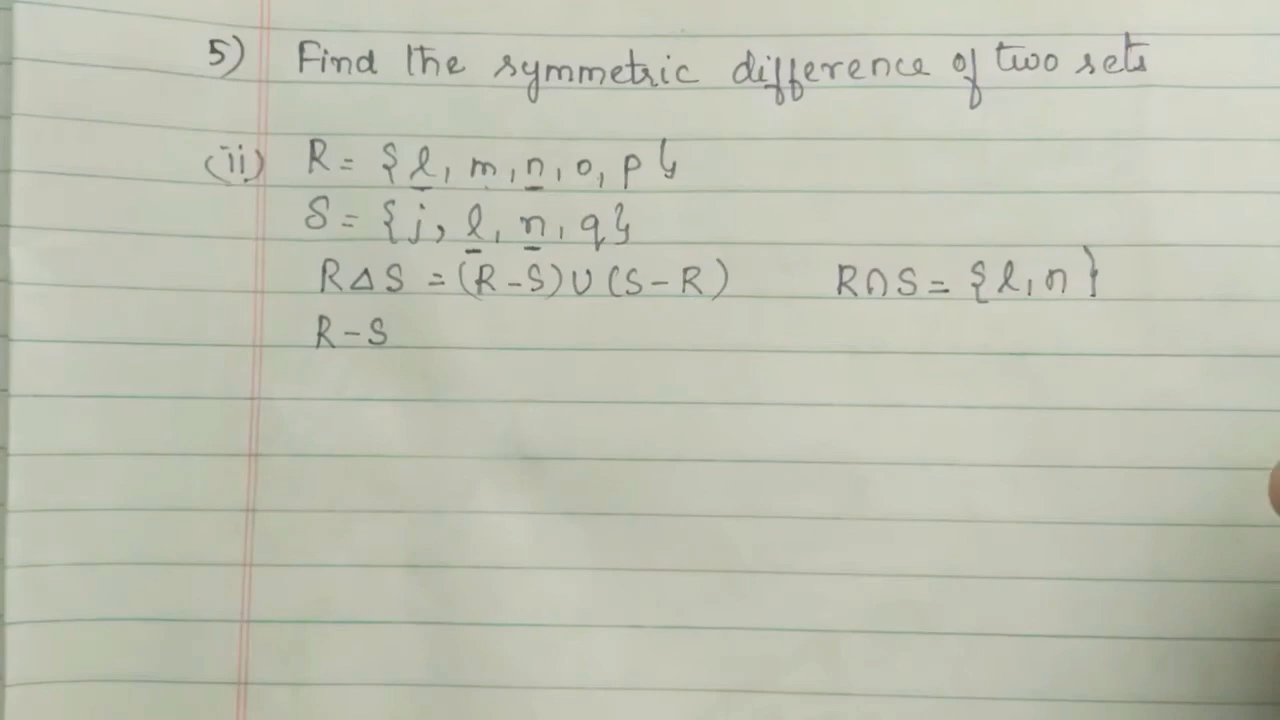 5) Find the symmetric difference of two sets
(ii) R = {l, m, n, o, p}
S = {j, l, n, q}
R Δ S = (R - S) ∪ (S - R) R ∩ S = {l, n}
R - S